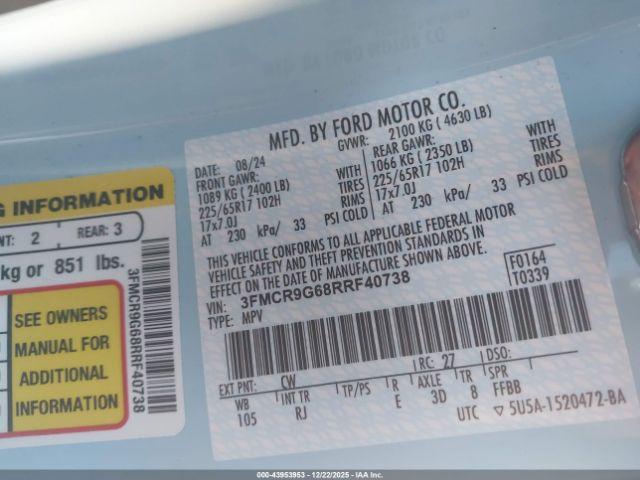 MFD. BY FORD MOTOR CO.
DATE: 08/24 GVWR: 2100 KG ( 4630 LB)
FRONT GAWR: REAR GAWR:
1089 KG ( 2400 LB) WITH 1066 KG ( 2350 LB) WITH
225/65R17 102H TIRES 225/65R17 102H TIRES
17x7.0J RIMS 17x7.0J RIMS
AT 230 kPa/ 33 PSI COLD AT 230 kPa/ 33 PSI COLD
THIS VEHICLE CONFORMS TO ALL APPLICABLE FEDERAL MOTOR
VEHICLE SAFETY AND THEFT PREVENTION STANDARDS IN
EFFECT ON THE DATE OF MANUFACTURE SHOWN ABOVE.
VIN: 3FMCR9G68RRF40738
TYPE: MPV
F0164
T0339
EXT PNT: CW RC: 27 DSO:
WB INT TR TP/PS R AXLE TR SPR
105 RJ E 3D 8 FFBB
UTC 5U5A-1520472-BA
G INFORMATION
NT: 2 REAR: 3
kg or 851 lbs.
SEE OWNERS
MANUAL FOR
ADDITIONAL
INFORMATION
3FMCR9G68RRF40738
000-43953953 | 12/22/2025 - IAA, Inc.